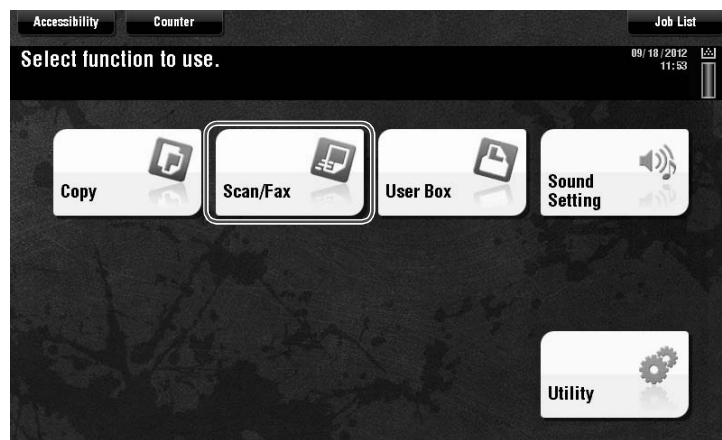 Accessibility
Counter
Job List
Select function to use.
09/18/2012
11:53
Copy
Scan/Fax
User Box
Sound
Setting
Utility